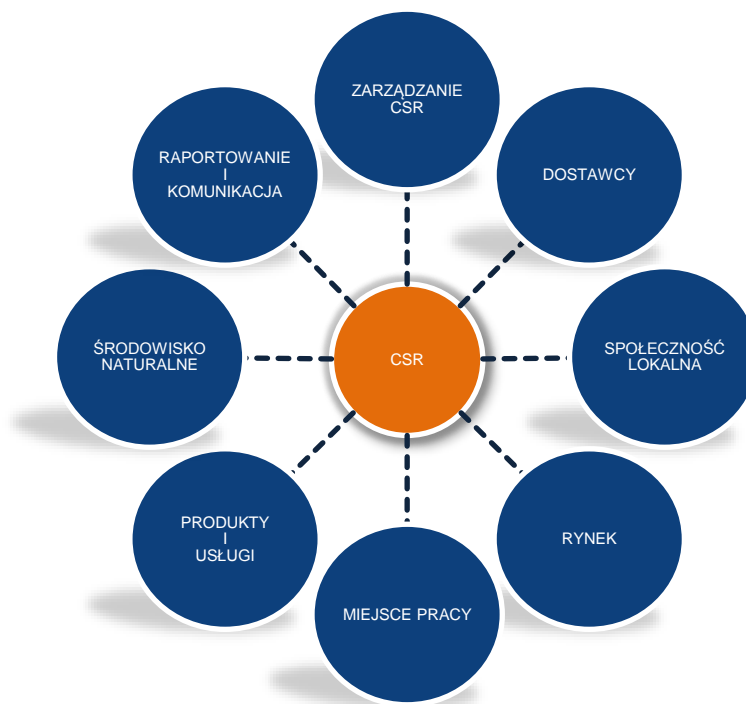 ZARZĄDZANIE
CSR
DOSTAWCY
SPOŁECZNOŚĆ
LOKALNA
RYNEK
MIEJSCE PRACY
PRODUKTY
I
USŁUGI
ŚRODOWISKO
NATURALNE
RAPORTOWANIE
I
KOMUNIKACJA
CSR